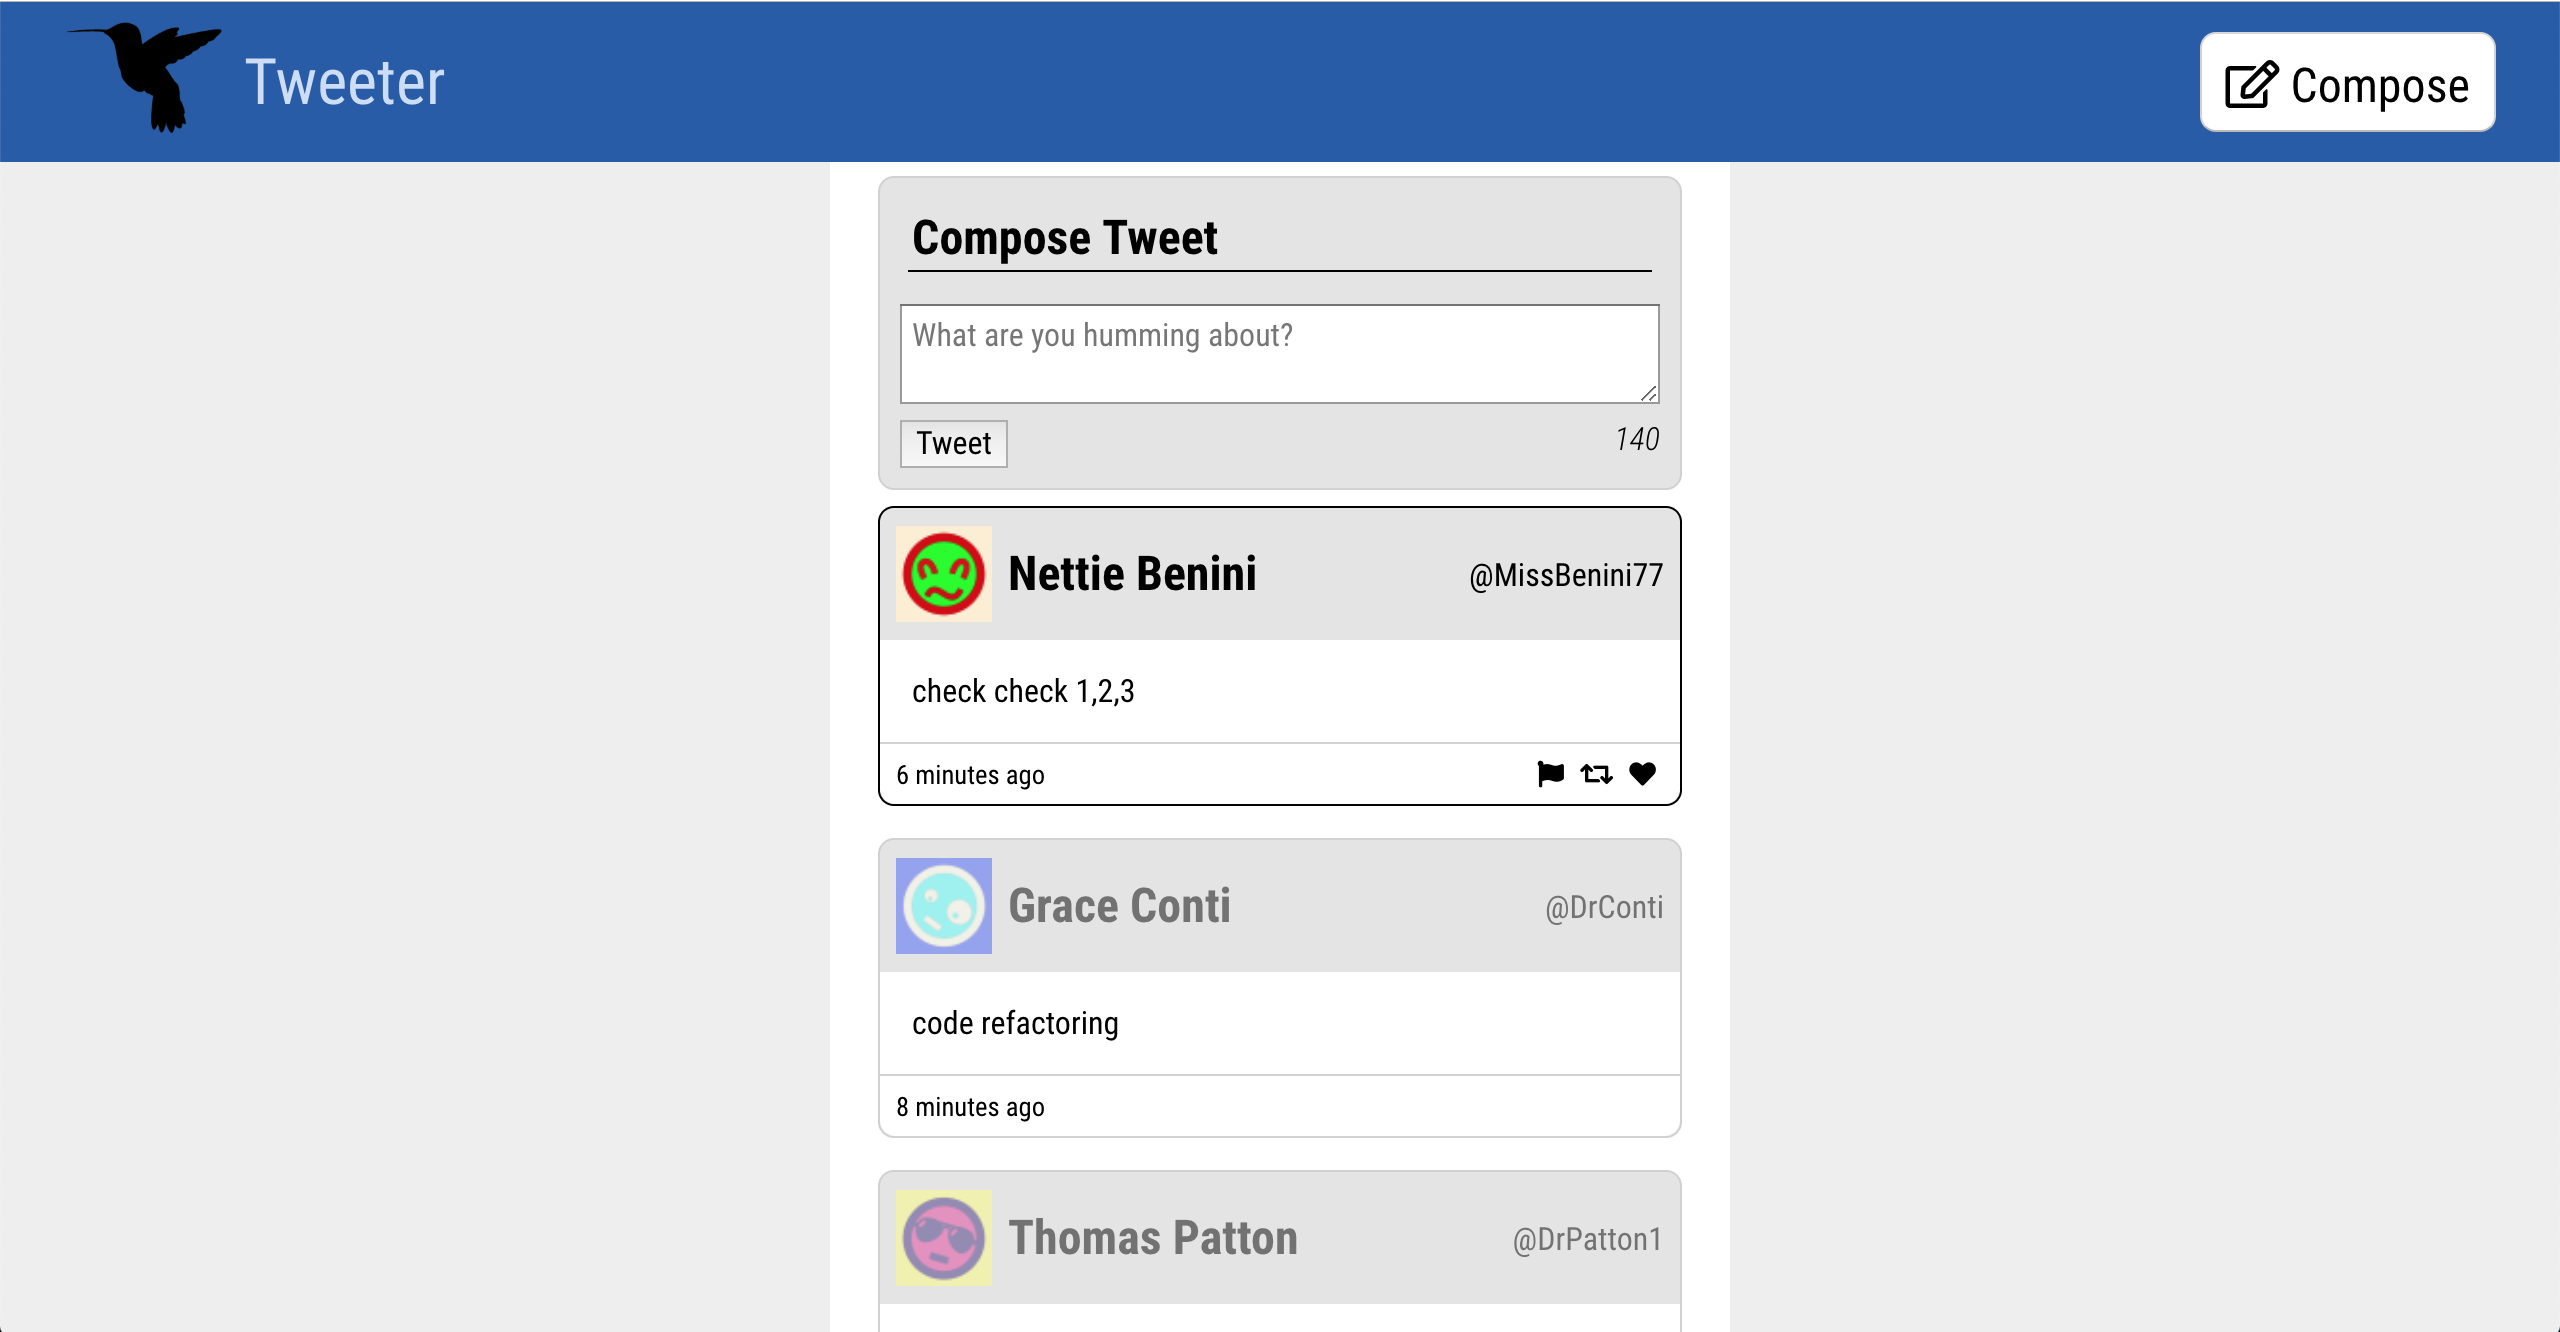 Tweeter
Compose
Compose Tweet
What are you humming about?
Tweet
140
Nettie Benini
@MissBenini77
check check 1,2,3
6 minutes ago
Grace Conti
@DrConti
code refactoring
8 minutes ago
Thomas Patton
@DrPatton1